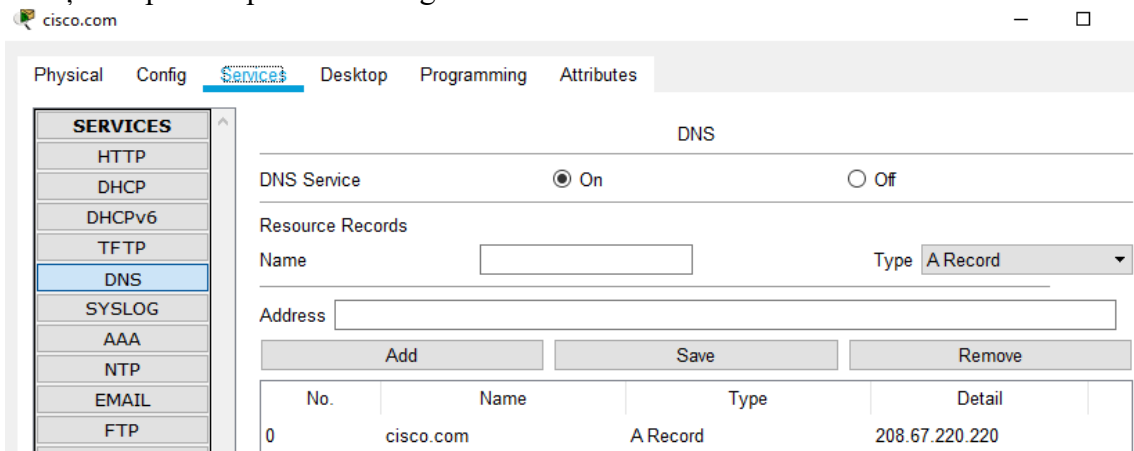 cisco.com
Physical Config Services Desktop Programming Attributes
SERVICES
HTTP
DHCP
DHCPv6
TFTP
DNS
SYSLOG
AAA
NTP
EMAIL
FTP
DNS
DNS Service On Off
Resource Records
Name Type A Record
Address
Add Save Remove
No. Name Type Detail
0 cisco.com A Record 208.67.220.220